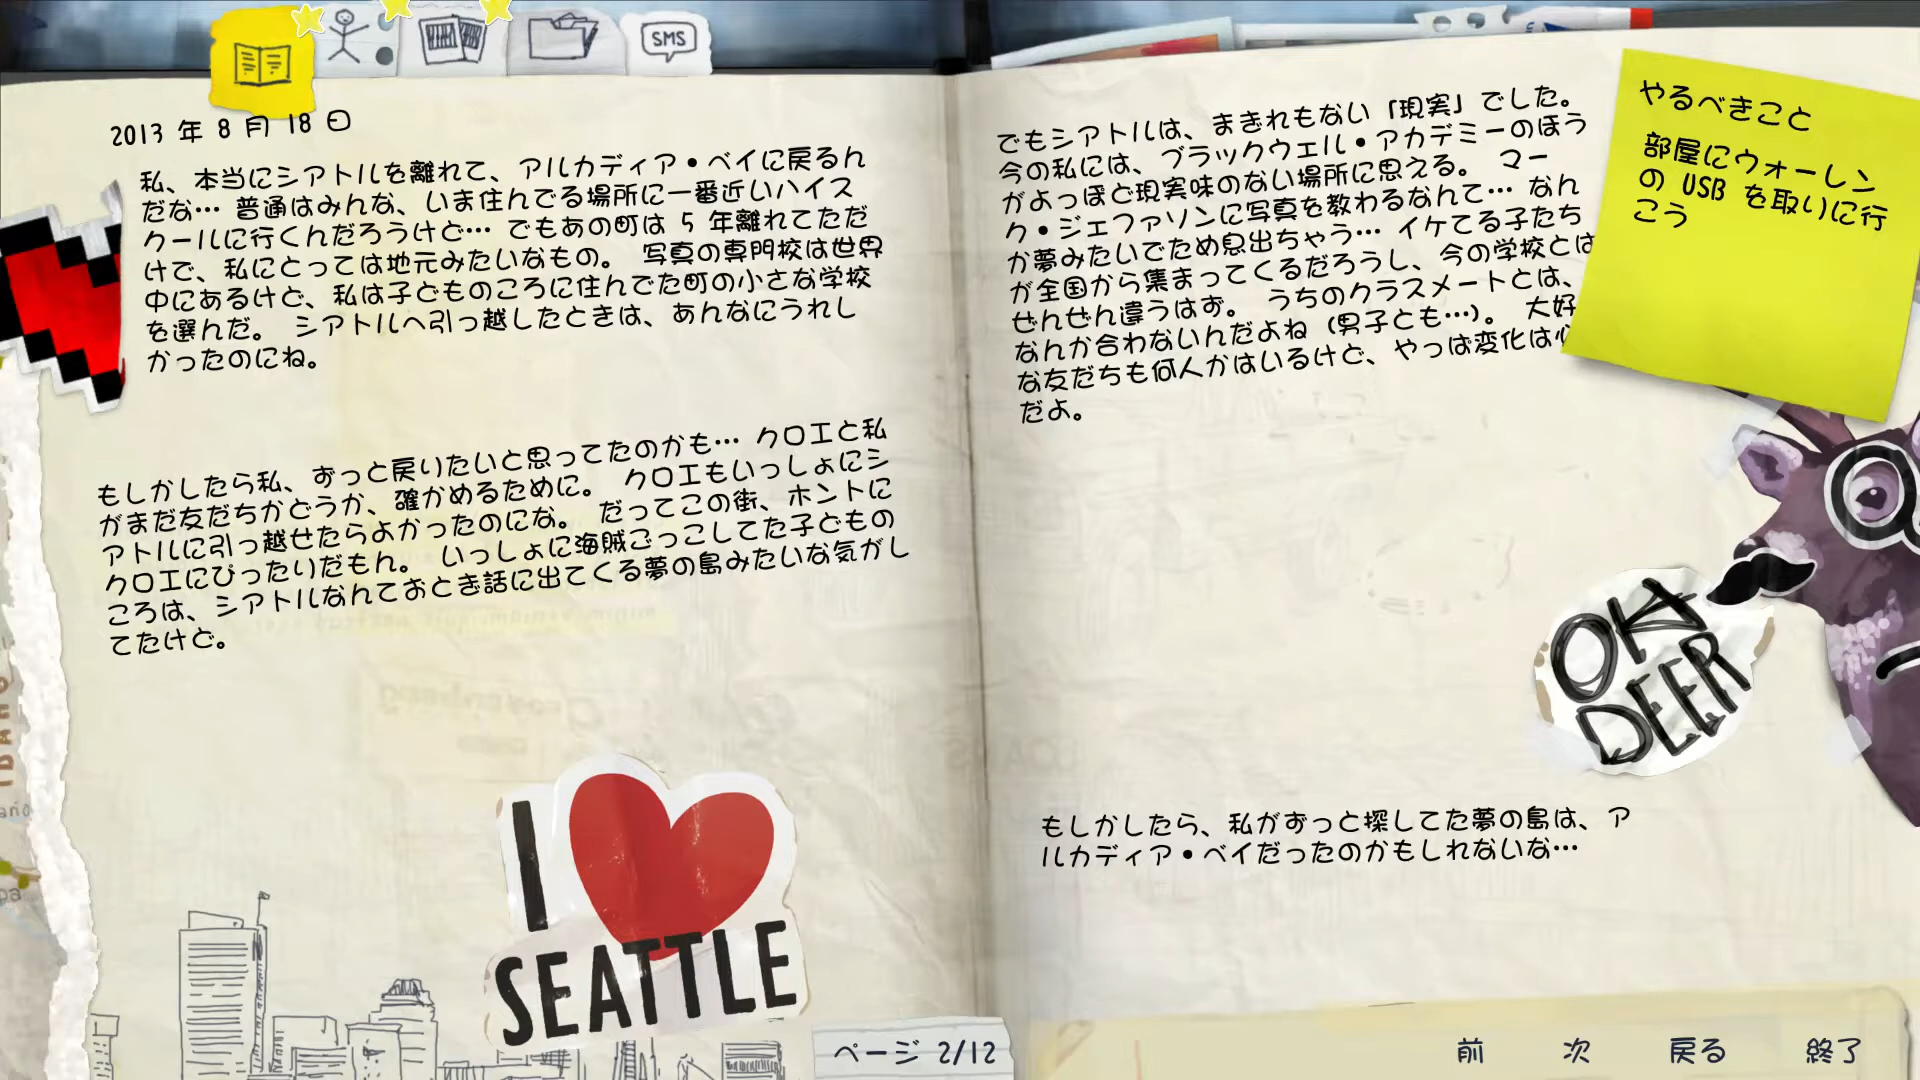 SMS
2013 年 8 月 18 日
私、本当にシアトルを離れて、アルカディア・ベイに戻るん
だな… 普通はみんな、いま住んでる場所に一番近いハイス
クールに行くんだろうけど… でもあの町は 5 年離れてただ
けで、私にとっては地元みたいなもの。 写真の専門校は世界
中にあるけど、私は子どものころに住んでた町の小さな学校
を選んだ。 シアトルへ引っ越したときは、あんなにうれし
かったのにね。
もしかしたら私、ずっと戻りたいと思ってたのかも… クロエと私
がまだ友だちかどうか、確かめるために。 クロエもいっしょにシ
アトルに引っ越せたらよかったのにな。 だってこの街、ホントに
クロエにぴったりだもん。 いっしょに海賊ごっこしてた子どもの
ころは、シアトルなんておとぎ話に出てくる夢の島みたいな気がし
てたけど。
I
SEATTLE
ページ 2/12
でもシアトルは、まぎれもない「現実」でした。
今の私には、ブラックウェル・アカデミーのほう
がよっぽど現実味のない場所に思える。 マー
ク・ジェファソンに写真を教わるなんて… なん
か夢みたいでため息出ちゃう… イケてる子たち
が全国から集まってくるだろうし、今の学校とは
ぜんぜん違うはず。 うちのクラスメートとは、
なんか合わないんだよね（男子とも…）。 大好
な友だちも何人かはいるけど、やっぱ変化は
だよ。
やるべきこと
部屋にウォーレン
の USB を取りに行
こう
OK
DEER
もしかしたら、私がずっと探してた夢の島は、ア
ルカディア・ベイだったのかもしれないな…
前 次 戻る 終了